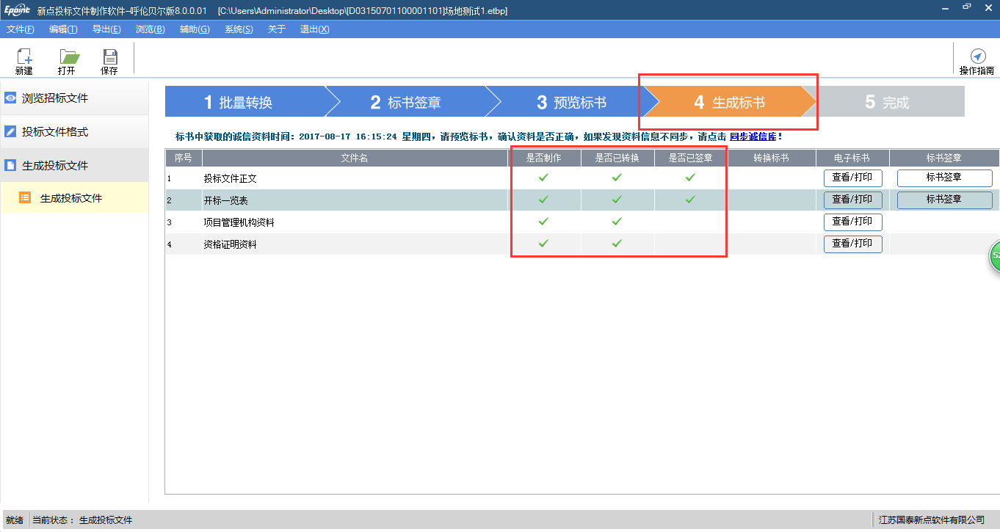 Epoint 新点投标文件制作软件-呼伦贝尔版8.0.0.01 [C:\Users\Administrator\Desktop\[D03150701100001101]场地测试1.etbp]
文件(F) 编辑(T) 导出(E) 浏览(B) 辅助(G) 系统(S) 关于 退出(X)
新建 打开 保存 操作指南
浏览招标文件
投标文件格式
生成投标文件
生成投标文件
1 批量转换 2 标书签章 3 预览标书 4 生成标书 5 完成
标书中获取的诚信资料时间：2017-08-17 16:15:24 星期四，请预览标书，确认资料是否正确，如果发现资料信息不同步，请点击 同步诚信库！
序号 文件名 是否制作 是否已转换 是否已签章 转换标书 电子标书 标书签章
1 投标文件正文 查看/打印 标书签章
2 开标一览表 查看/打印 标书签章
3 项目管理机构资料 查看/打印
4 资格证明资料 查看/打印
就绪 当前状态： 生成投标文件 江苏国泰新点软件有限公司